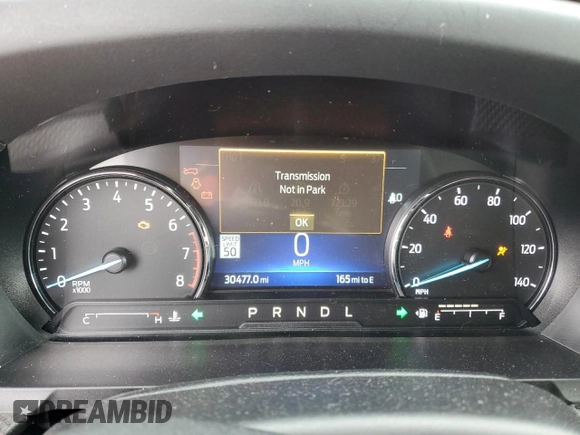 Transmission
Not in Park
OK
SPEED
LIMIT
50
0
MPH
30477.0 mi
165 mi to E
0 1 2 3 4 5 6 7 8
RPM
x1000
0 20 40 60 80 100 120 140
MPH
C H
P R N D L
E F
DREAMBID